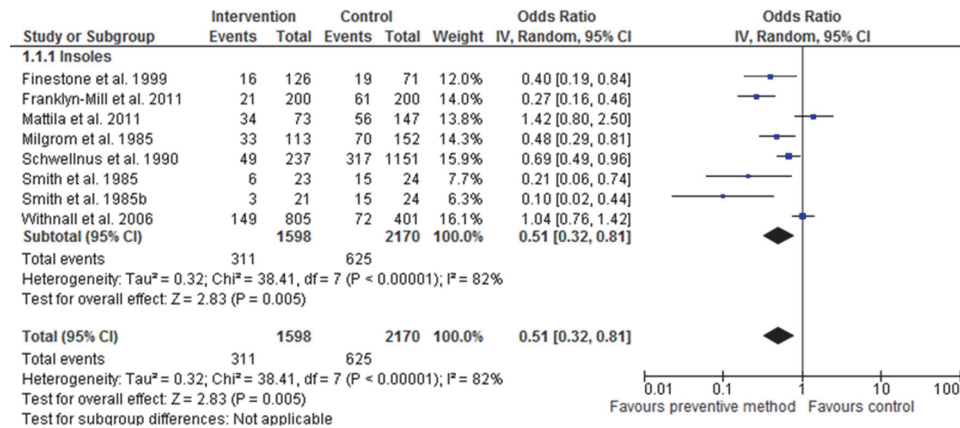 Intervention Control Odds Ratio Odds Ratio
Study or Subgroup Events Total Events Total Weight IV, Random, 95% CI IV, Random, 95% CI
1.1.1 Insoles
Finestone et al. 1999 16 126 19 71 12.0% 0.40 [0.19, 0.84]
Franklyn-Mill et al. 2011 21 200 61 200 14.0% 0.27 [0.16, 0.46]
Mattila et al. 2011 34 73 56 147 13.8% 1.42 [0.80, 2.50]
Milgrom et al. 1985 33 113 70 152 14.3% 0.48 [0.29, 0.81]
Schwellnus et al. 1990 49 237 317 1151 15.9% 0.69 [0.49, 0.96]
Smith et al. 1985 6 23 15 24 7.7% 0.21 [0.06, 0.74]
Smith et al. 1985b 3 21 15 24 6.3% 0.10 [0.02, 0.44]
Withnall et al. 2006 149 805 72 401 16.1% 1.04 [0.76, 1.42]
Subtotal (95% CI) 1598 2170 100.0% 0.51 [0.32, 0.81]
Total events 311 625
Heterogeneity: Tau² = 0.32; Chi² = 38.41, df = 7 (P < 0.00001); I² = 82%
Test for overall effect: Z = 2.83 (P = 0.005)
Total (95% CI) 1598 2170 100.0% 0.51 [0.32, 0.81]
Total events 311 625
Heterogeneity: Tau² = 0.32; Chi² = 38.41, df = 7 (P < 0.00001); I² = 82%
Test for overall effect: Z = 2.83 (P = 0.005)
Test for subgroup differences: Not applicable
0.01 0.1 1 10 100
Favours preventive method Favours control